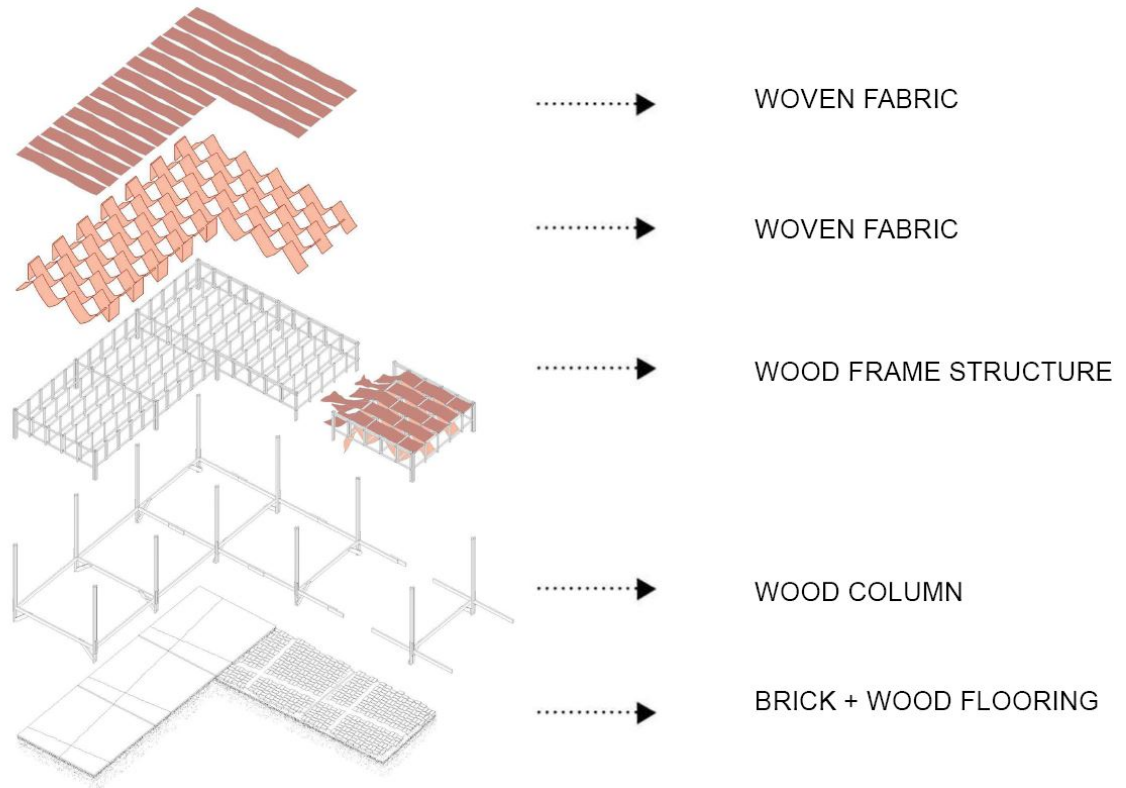 WOVEN FABRIC
WOVEN FABRIC
WOOD FRAME STRUCTURE
WOOD COLUMN
BRICK + WOOD FLOORING